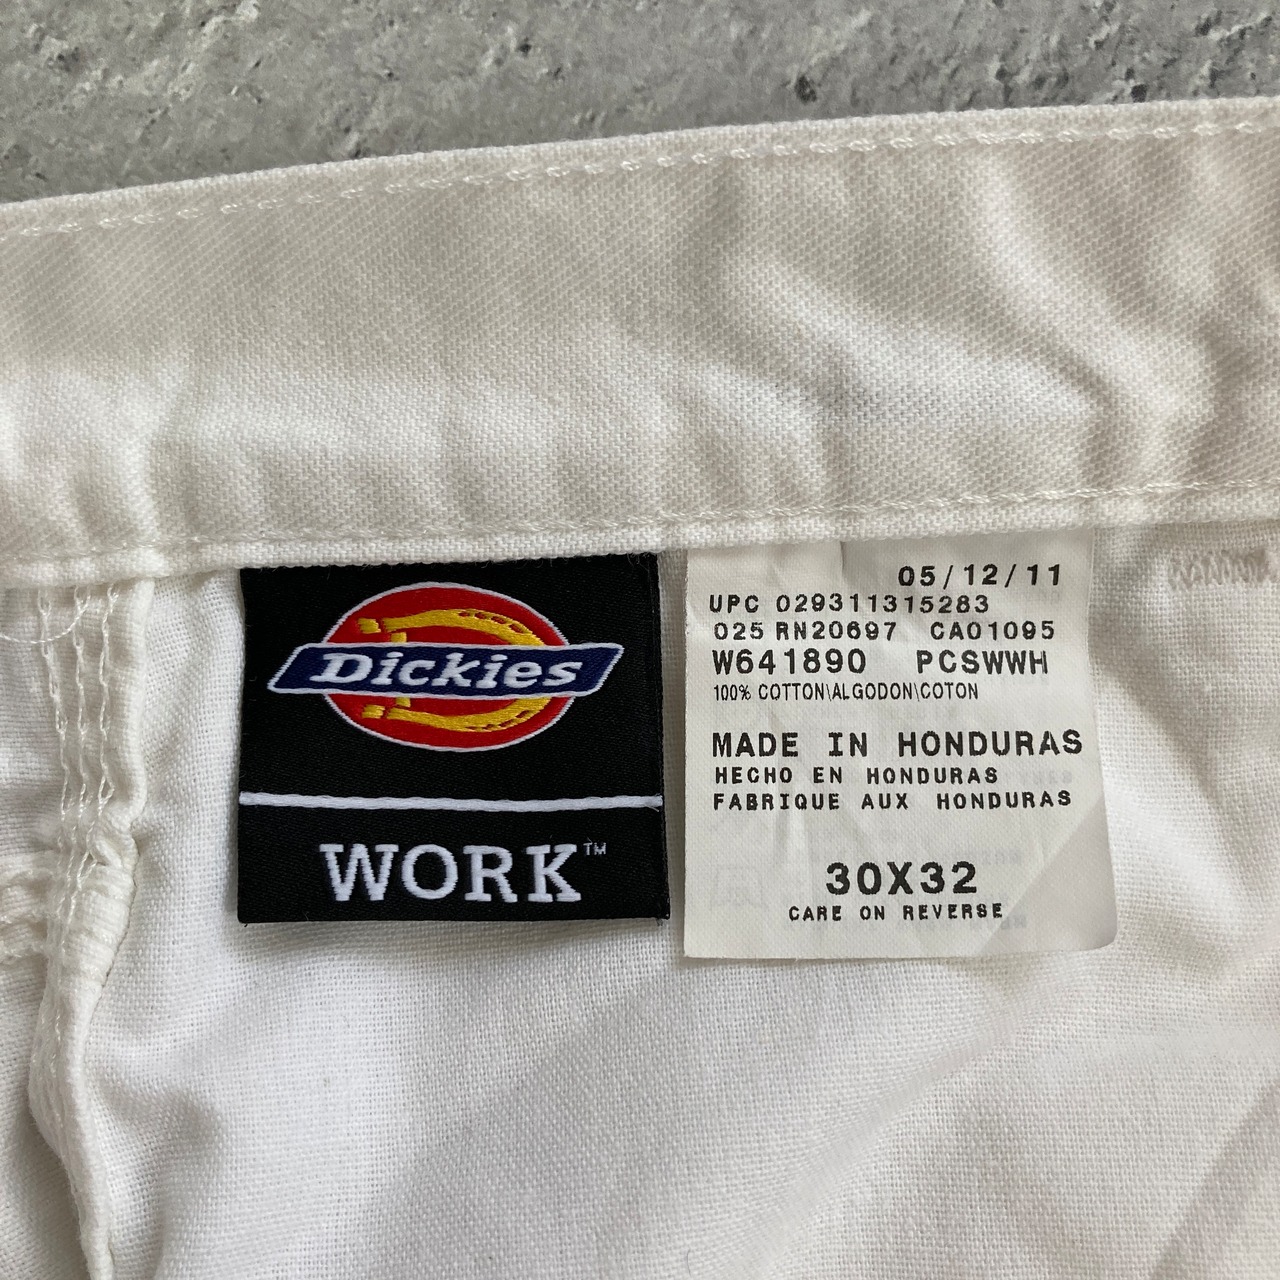 Dickies
WORK™
05/12/11
UPC 029311315283
025 RN20697 CA01095
W641890 PCSWWH
100% COTTON\ALGODON\COTON
MADE IN HONDURAS
HECHO EN HONDURAS
FABRIQUE AUX HONDURAS
30X32
CARE ON REVERSE